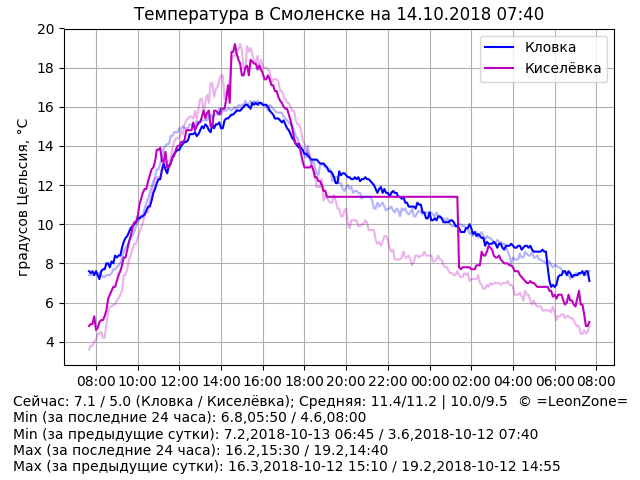 Температура в Смоленске на 14.10.2018 07:40
20
18
16
14
12
10
8
6
4
градусов Цельсия, °C
Кловка
Киселёвка
08:00 10:00 12:00 14:00 16:00 18:00 20:00 22:00 00:00 02:00 04:00 06:00 08:00
Сейчас: 7.1 / 5.0 (Кловка / Киселёвка); Средняя: 11.4/11.2 | 10.0/9.5 © =LeonZone=
Min (за последние 24 часа): 6.8,05:50 / 4.6,08:00
Min (за предыдущие сутки): 7.2,2018-10-13 06:45 / 3.6,2018-10-12 07:40
Max (за последние 24 часа): 16.2,15:30 / 19.2,14:40
Max (за предыдущие сутки): 16.3,2018-10-12 15:10 / 19.2,2018-10-12 14:55